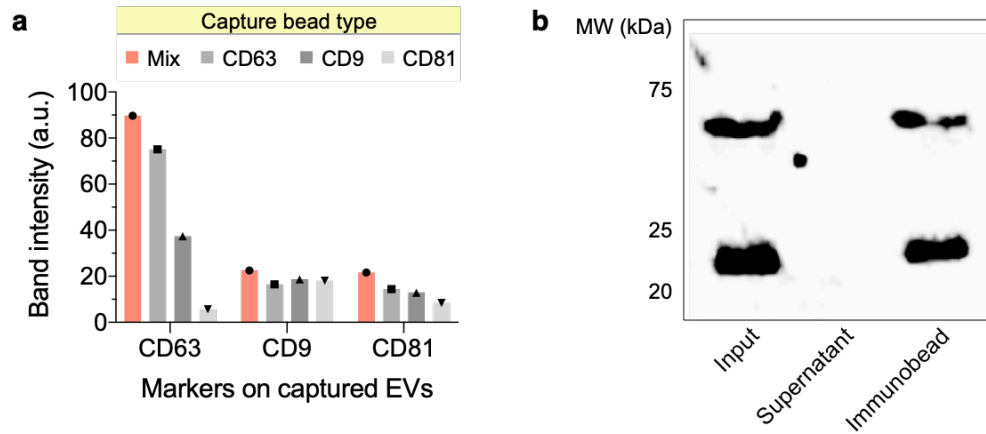 a
Capture bead type
Mix CD63 CD9 CD81
Band intensity (a.u.)
100
80
60
40
20
0
CD63 CD9 CD81
Markers on captured EVs
b
MW (kDa)
75
25
20
Input
Supernatant
Immunobead